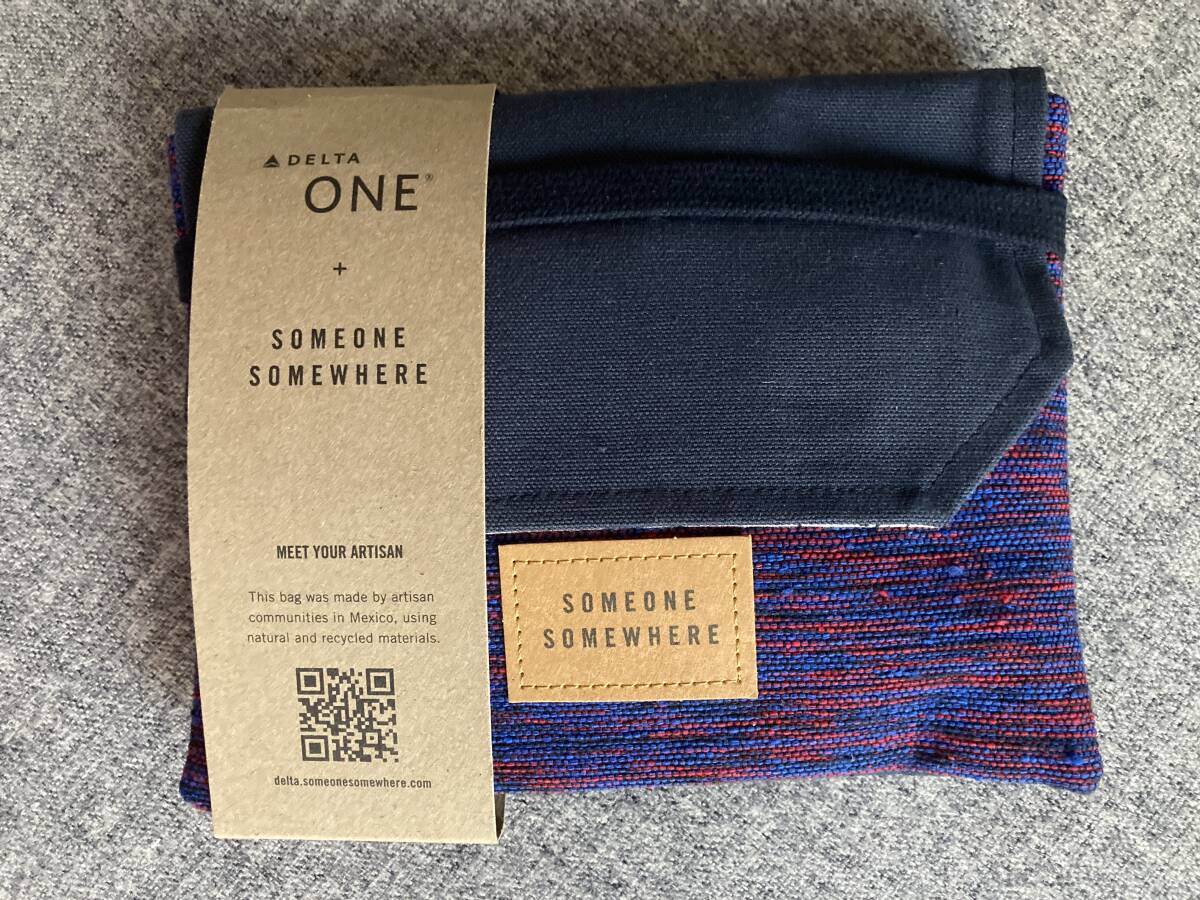 DELTA
ONE®
+
SOMEONE
SOMEWHERE
MEET YOUR ARTISAN
This bag was made by artisan
communities in Mexico, using
natural and recycled materials.
delta.someonesomewhere.com
SOMEONE
SOMEWHERE